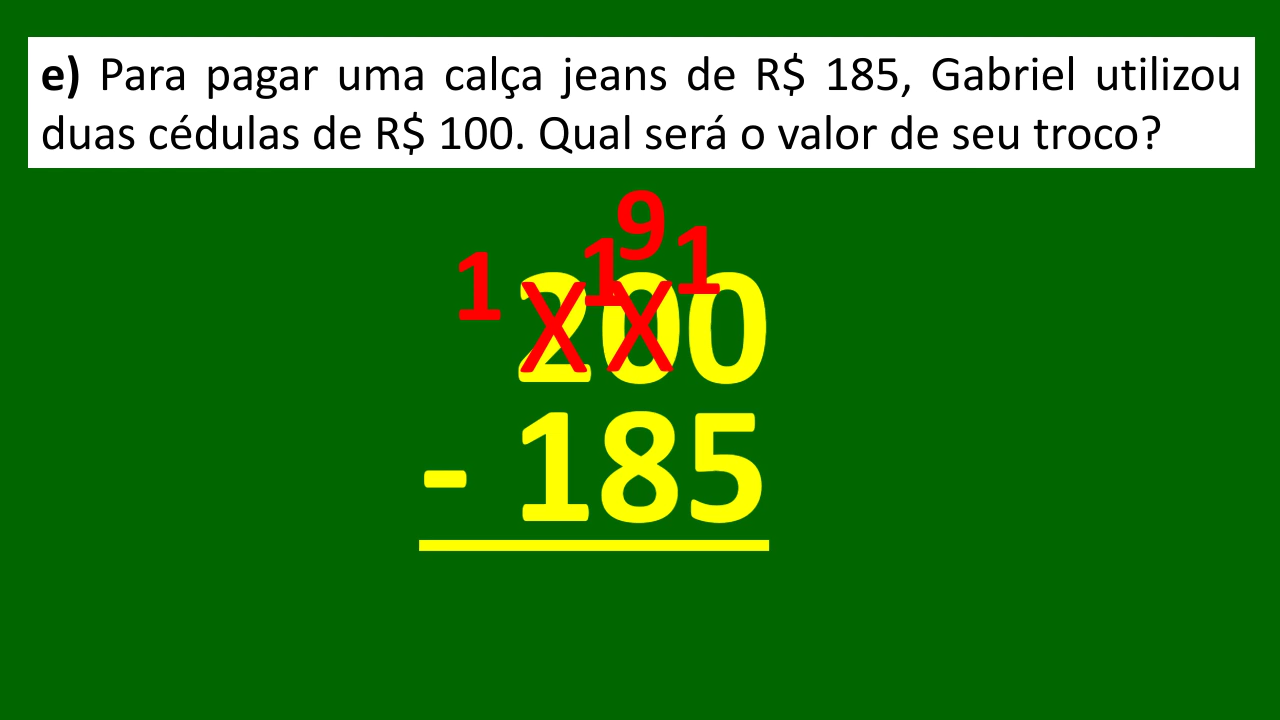 e) Para pagar uma calça jeans de R$ 185, Gabriel utilizou
duas cédulas de R$ 100. Qual será o valor de seu troco?
9
1 1 1
200
X X
- 185